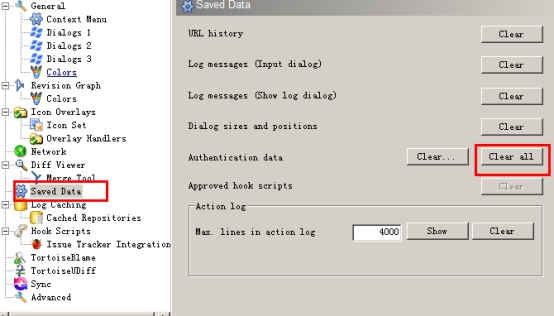 General
Context Menu
Dialogs 1
Dialogs 2
Dialogs 3
Colors
Revision Graph
Colors
Icon Overlays
Icon Set
Overlay Handlers
Network
Diff Viewer
Merge Tool
Saved Data
Log Caching
Cached Repositories
Hook Scripts
Issue Tracker Integration
TortoiseBlame
TortoiseUDiff
Sync
Advanced
Saved Data
URL history Clear
Log messages (Input dialog) Clear
Log messages (Show log dialog) Clear
Dialog sizes and positions Clear
Authentication data Clear... Clear all
Approved hook scripts Clear
Action log
Max. lines in action log 4000 Show Clear